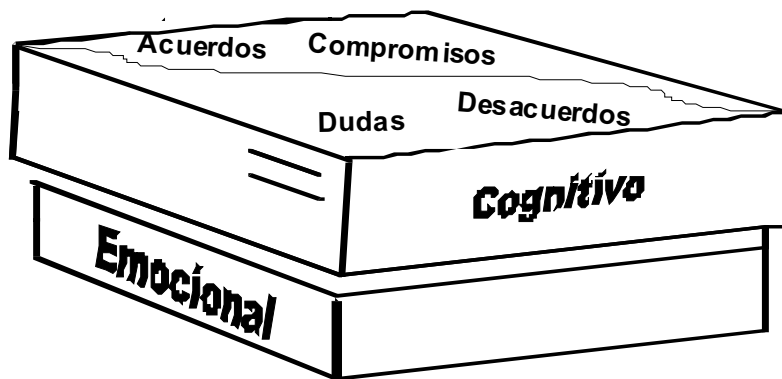 Acuerdos Compromisos
Dudas Desacuerdos
Cognitivo
Emocional